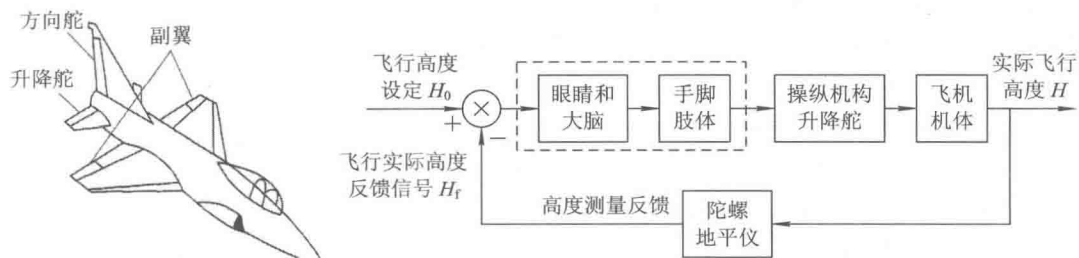 方向舵
副翼
升降舵
飞行高度
设定 H₀
+
−
飞行实际高度
反馈信号 Hf
眼睛和
大脑
手脚
肢体
操纵机构
升降舵
飞机
机体
实际飞行
高度 H
高度测量反馈
陀螺
地平仪